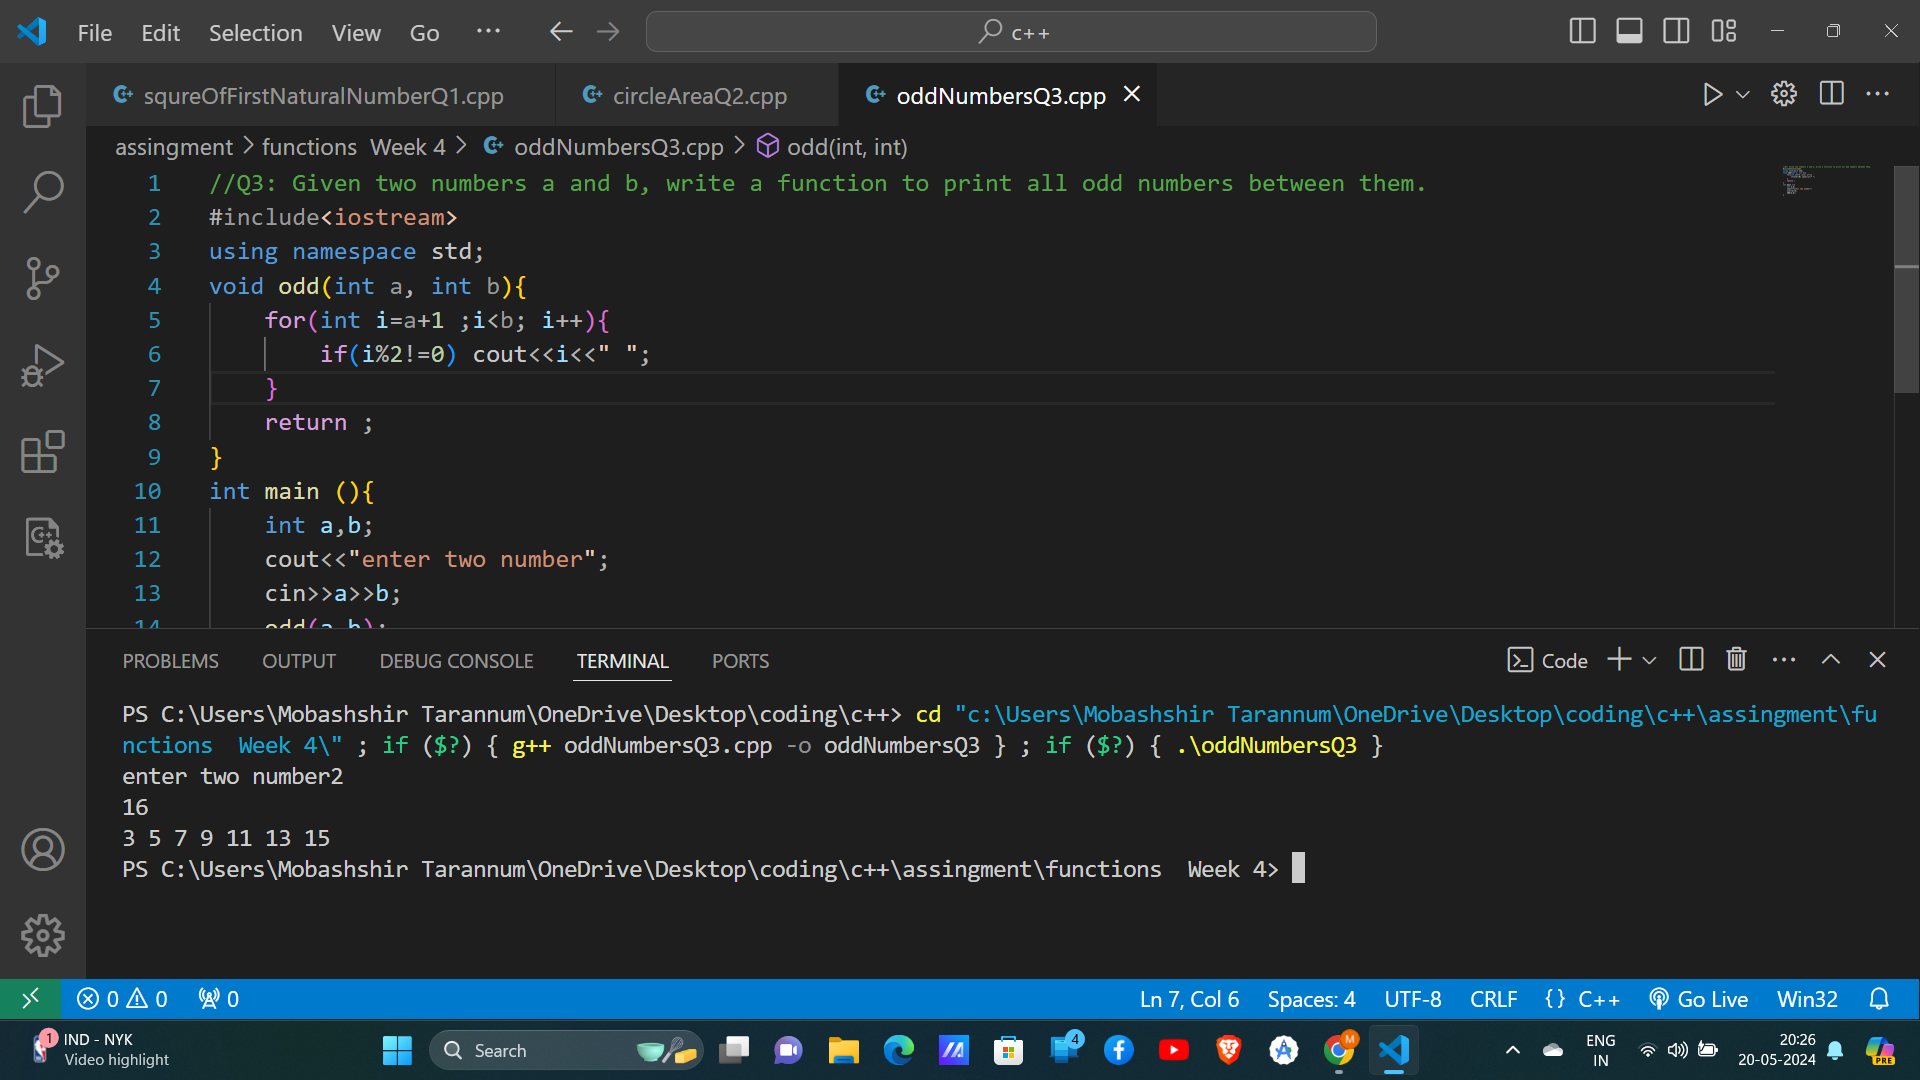 File Edit Selection View Go ··· c++
squreOfFirstNaturalNumberQ1.cpp circleAreaQ2.cpp oddNumbersQ3.cpp
assingment > functions Week 4 > oddNumbersQ3.cpp > odd(int, int)
1 //Q3: Given two numbers a and b, write a function to print all odd numbers between them.
2 #include<iostream>
3 using namespace std;
4 void odd(int a, int b){
5 for(int i=a+1 ;i<b; i++){
6 if(i%2!=0) cout<<i<<" ";
7 }
8 return ;
9 }
10 int main (){
11 int a,b;
12 cout<<"enter two number";
13 cin>>a>>b;
14 odd(a,b);
PROBLEMS OUTPUT DEBUG CONSOLE TERMINAL PORTS Code
PS C:\Users\Mobashshir Tarannum\OneDrive\Desktop\coding\c++> cd "c:\Users\Mobashshir Tarannum\OneDrive\Desktop\coding\c++\assingment\fu
nctions  Week 4\" ; if ($?) { g++ oddNumbersQ3.cpp -o oddNumbersQ3 } ; if ($?) { .\oddNumbersQ3 }
enter two number2
16
3 5 7 9 11 13 15
PS C:\Users\Mobashshir Tarannum\OneDrive\Desktop\coding\c++\assingment\functions  Week 4>
0 0 0 Ln 7, Col 6 Spaces: 4 UTF-8 CRLF {} C++ Go Live Win32
1 IND - NYK
Video highlight
Search
4
M
ENG
IN
20:26
20-05-2024
PRE